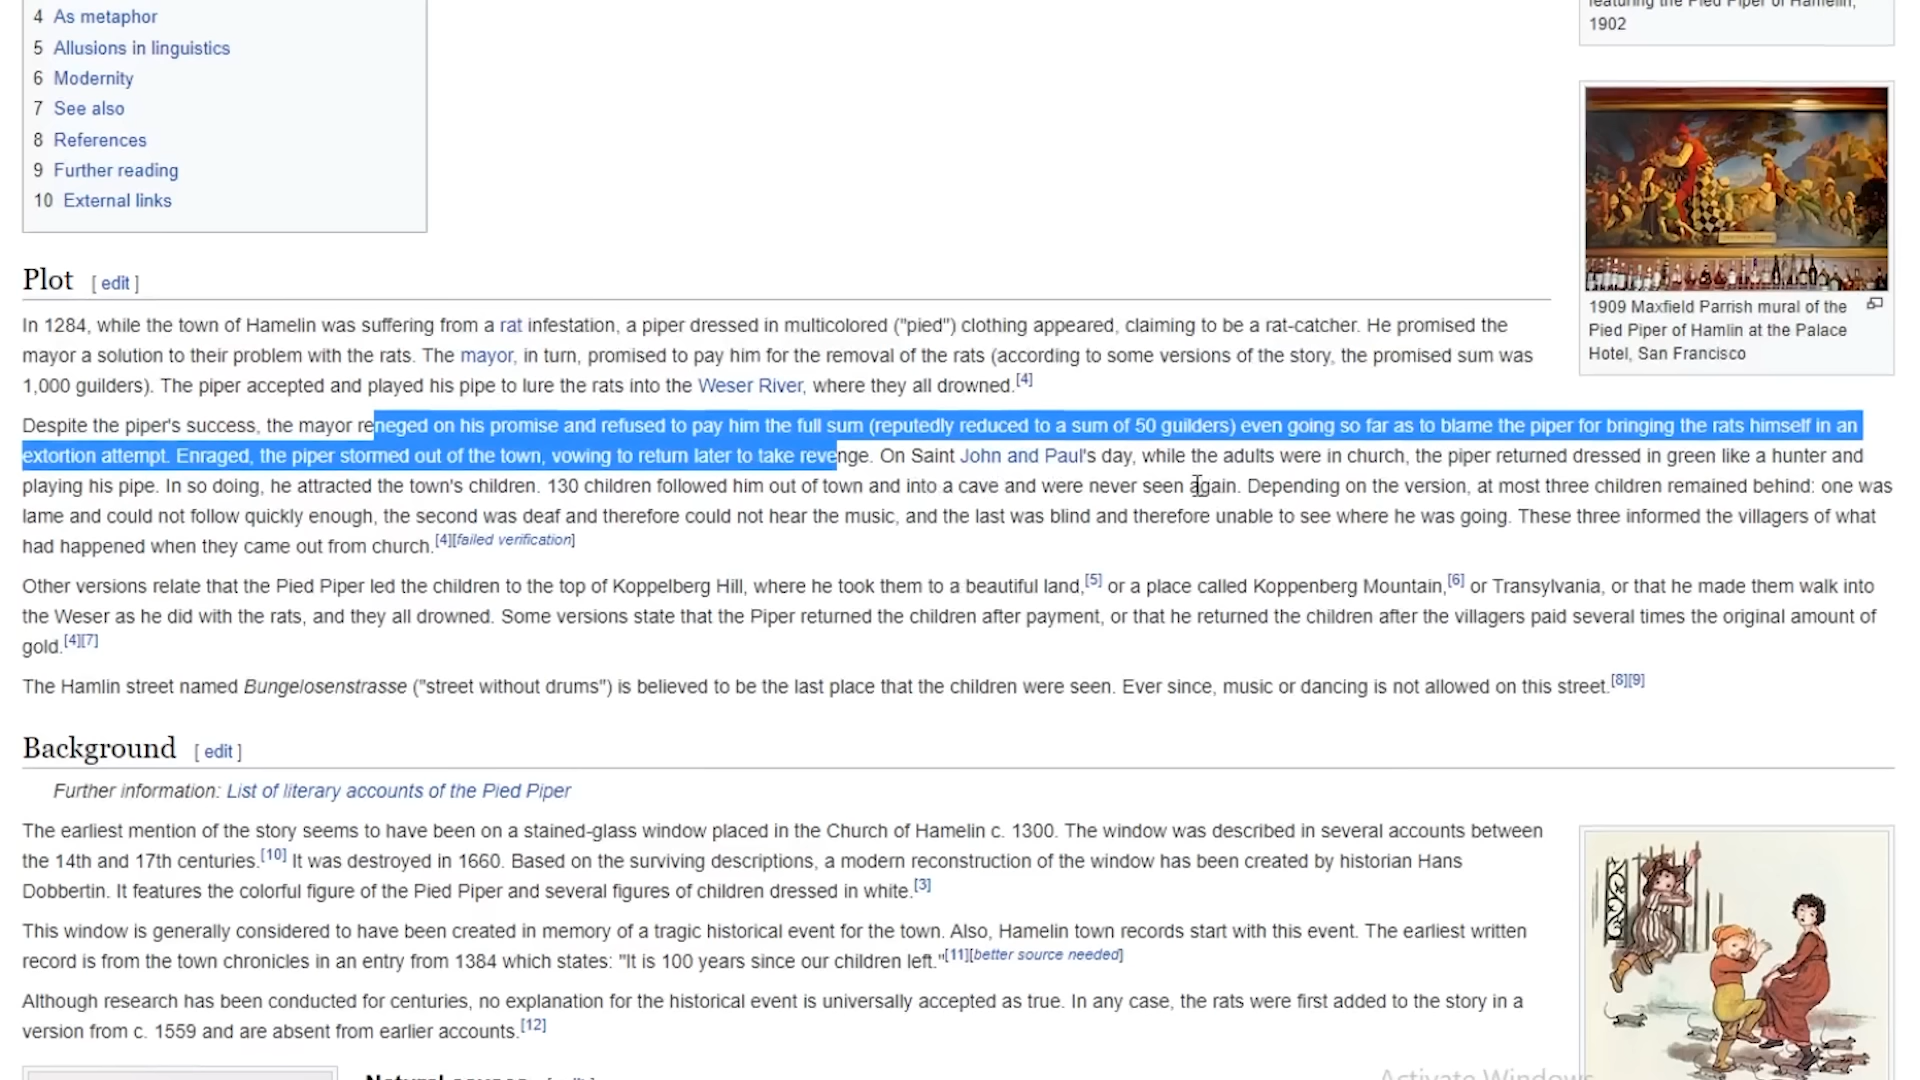 4 As metaphor
5 Allusions in linguistics
6 Modernity
7 See also
8 References
9 Further reading
10 External links
featuring the Pied Piper of Hamelin,
1902
1909 Maxfield Parrish mural of the
Pied Piper of Hamlin at the Palace
Hotel, San Francisco
Plot [ edit ]
In 1284, while the town of Hamelin was suffering from a rat infestation, a piper dressed in multicolored ("pied") clothing appeared, claiming to be a rat-catcher. He promised the
mayor a solution to their problem with the rats. The mayor, in turn, promised to pay him for the removal of the rats (according to some versions of the story, the promised sum was
1,000 guilders). The piper accepted and played his pipe to lure the rats into the Weser River, where they all drowned.[4]
Despite the piper's success, the mayor reneged on his promise and refused to pay him the full sum (reputedly reduced to a sum of 50 guilders) even going so far as to blame the piper for bringing the rats himself in an
extortion attempt. Enraged, the piper stormed out of the town, vowing to return later to take revenge. On Saint John and Paul's day, while the adults were in church, the piper returned dressed in green like a hunter and
playing his pipe. In so doing, he attracted the town's children. 130 children followed him out of town and into a cave and were never seen again. Depending on the version, at most three children remained behind: one was
lame and could not follow quickly enough, the second was deaf and therefore could not hear the music, and the last was blind and therefore unable to see where he was going. These three informed the villagers of what
had happened when they came out from church.[4][failed verification]
Other versions relate that the Pied Piper led the children to the top of Koppelberg Hill, where he took them to a beautiful land,[5] or a place called Koppenberg Mountain,[6] or Transylvania, or that he made them walk into
the Weser as he did with the rats, and they all drowned. Some versions state that the Piper returned the children after payment, or that he returned the children after the villagers paid several times the original amount of
gold.[4][7]
The Hamlin street named Bungelosenstrasse ("street without drums") is believed to be the last place that the children were seen. Ever since, music or dancing is not allowed on this street.[8][9]
Background [ edit ]
Further information: List of literary accounts of the Pied Piper
The earliest mention of the story seems to have been on a stained-glass window placed in the Church of Hamelin c. 1300. The window was described in several accounts between
the 14th and 17th centuries.[10] It was destroyed in 1660. Based on the surviving descriptions, a modern reconstruction of the window has been created by historian Hans
Dobbertin. It features the colorful figure of the Pied Piper and several figures of children dressed in white.[3]
This window is generally considered to have been created in memory of a tragic historical event for the town. Also, Hamelin town records start with this event. The earliest written
record is from the town chronicles in an entry from 1384 which states: "It is 100 years since our children left."[11][better source needed]
Although research has been conducted for centuries, no explanation for the historical event is universally accepted as true. In any case, the rats were first added to the story in a
version from c. 1559 and are absent from earlier accounts.[12]
Activate Windows